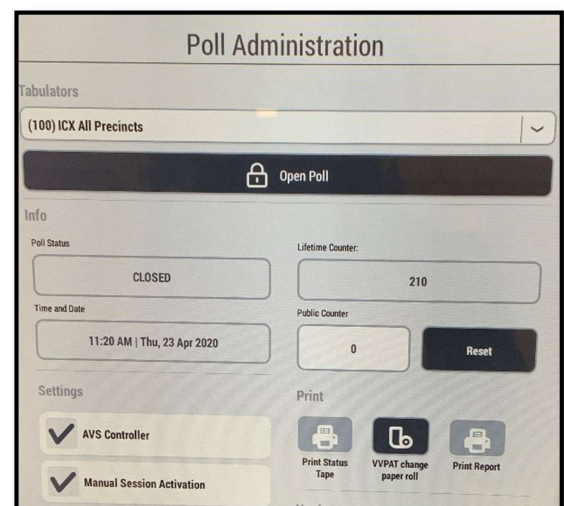 Poll Administration
Tabulators
(100) ICX All Precincts
Open Poll
Info
Poll Status
CLOSED
Lifetime Counter:
210
Time and Date
11:20 AM | Thu, 23 Apr 2020
Public Counter
0
Reset
Settings
AVS Controller
Manual Session Activation
Print
Print Status
Tape
VVPAT change
paper roll
Print Report